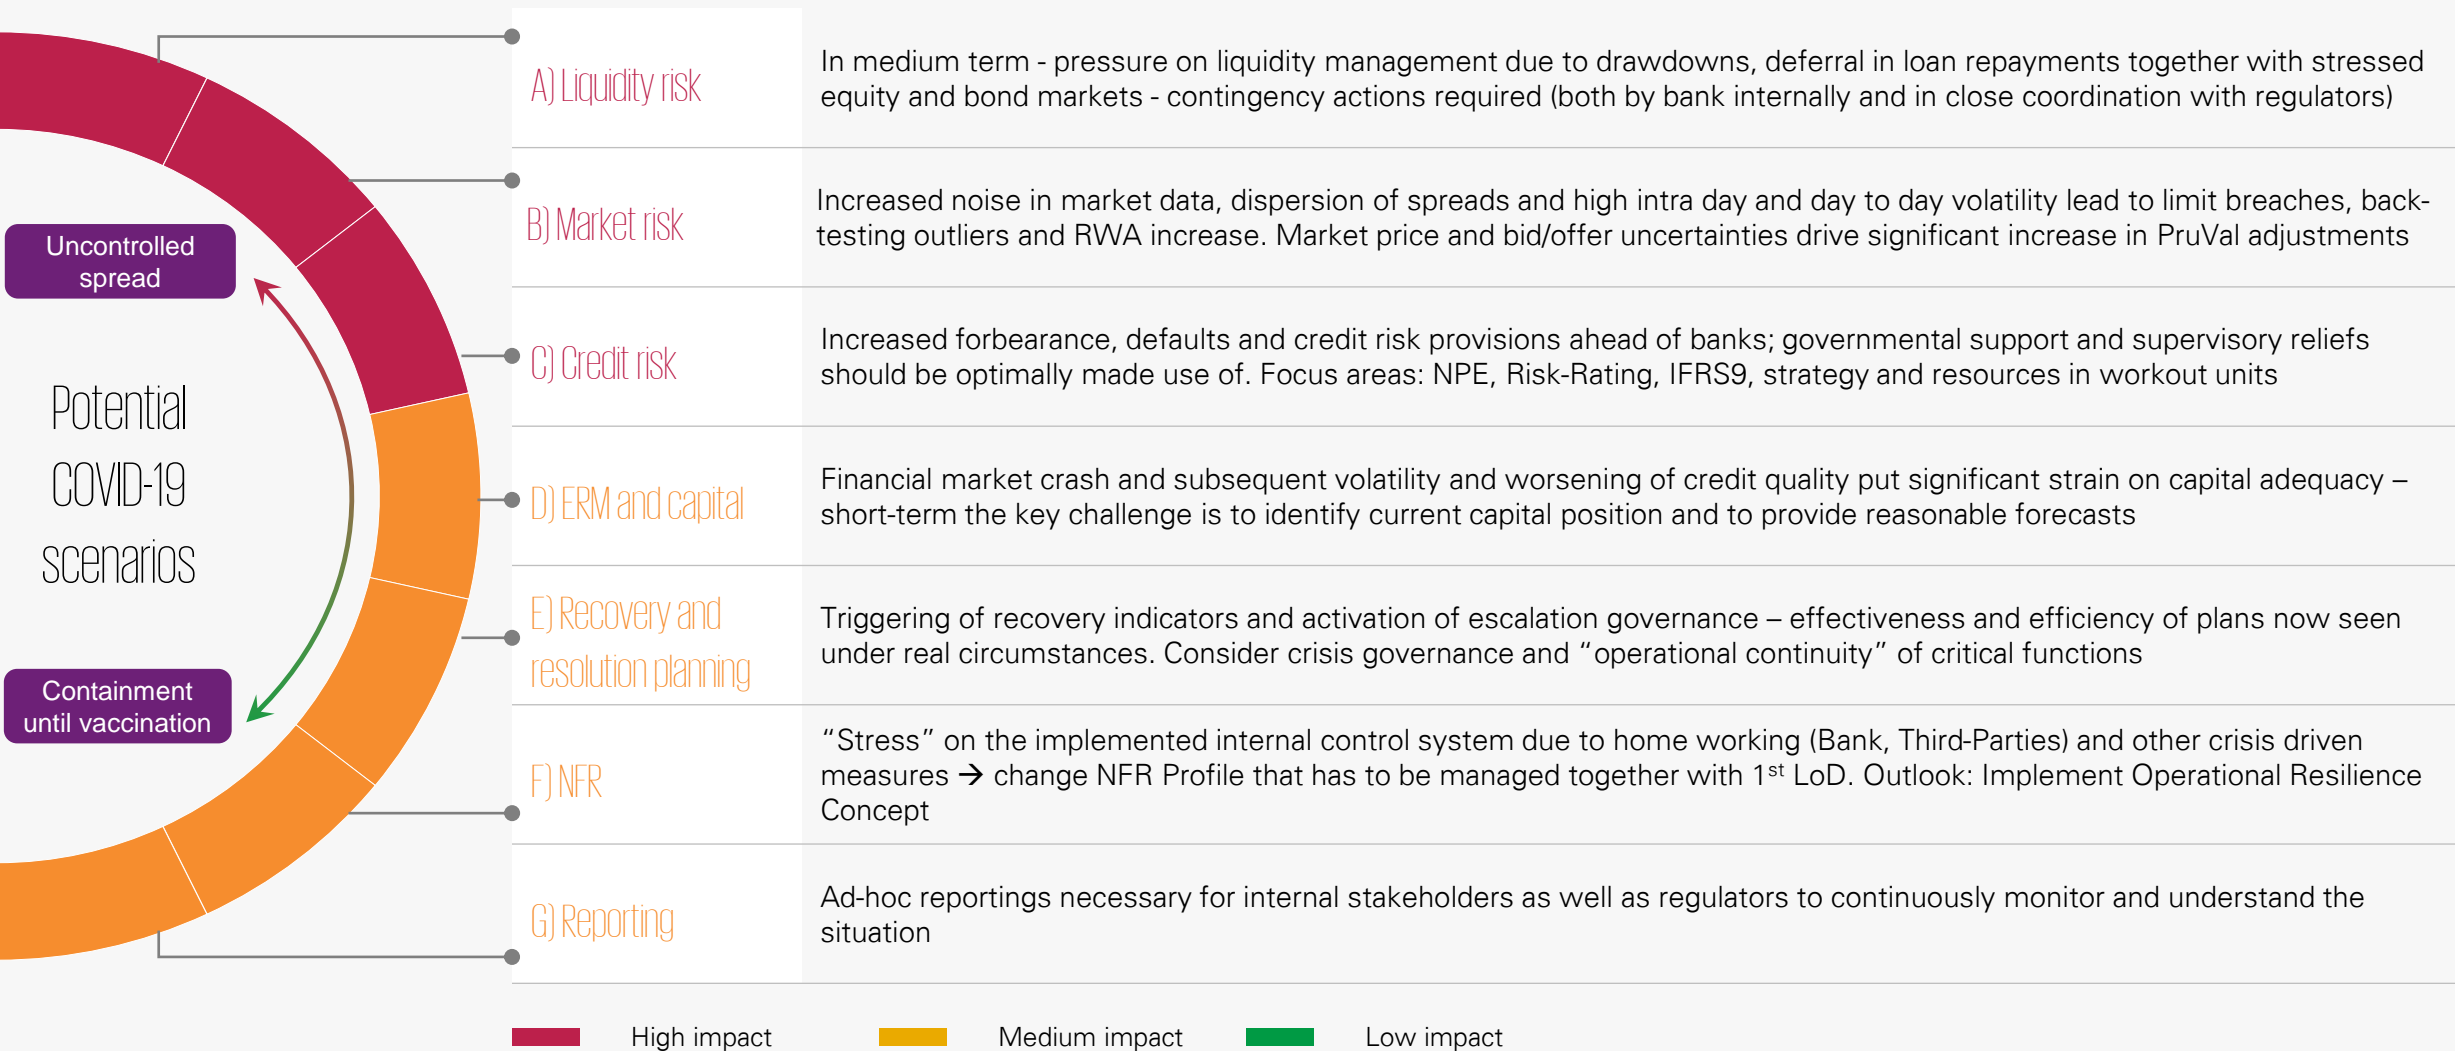 Uncontrolled
spread
Potential
COVID-19
scenarios
Containment
until vaccination
A) Liquidity risk
In medium term - pressure on liquidity management due to drawdowns, deferral in loan repayments together with stressed
equity and bond markets - contingency actions required (both by bank internally and in close coordination with regulators)
B) Market risk
Increased noise in market data, dispersion of spreads and high intra day and day to day volatility lead to limit breaches, back-
testing outliers and RWA increase. Market price and bid/offer uncertainties drive significant increase in PruVal adjustments
C) Credit risk
Increased forbearance, defaults and credit risk provisions ahead of banks; governmental support and supervisory reliefs
should be optimally made use of. Focus areas: NPE, Risk-Rating, IFRS9, strategy and resources in workout units
D) ERM and capital
Financial market crash and subsequent volatility and worsening of credit quality put significant strain on capital adequacy –
short-term the key challenge is to identify current capital position and to provide reasonable forecasts
E) Recovery and
resolution planning
Triggering of recovery indicators and activation of escalation governance – effectiveness and efficiency of plans now seen
under real circumstances. Consider crisis governance and “operational continuity” of critical functions
F) NFR
“Stress” on the implemented internal control system due to home working (Bank, Third-Parties) and other crisis driven
measures → change NFR Profile that has to be managed together with 1st LoD. Outlook: Implement Operational Resilience
Concept
G) Reporting
Ad-hoc reportings necessary for internal stakeholders as well as regulators to continuously monitor and understand the
situation
High impact
Medium impact
Low impact